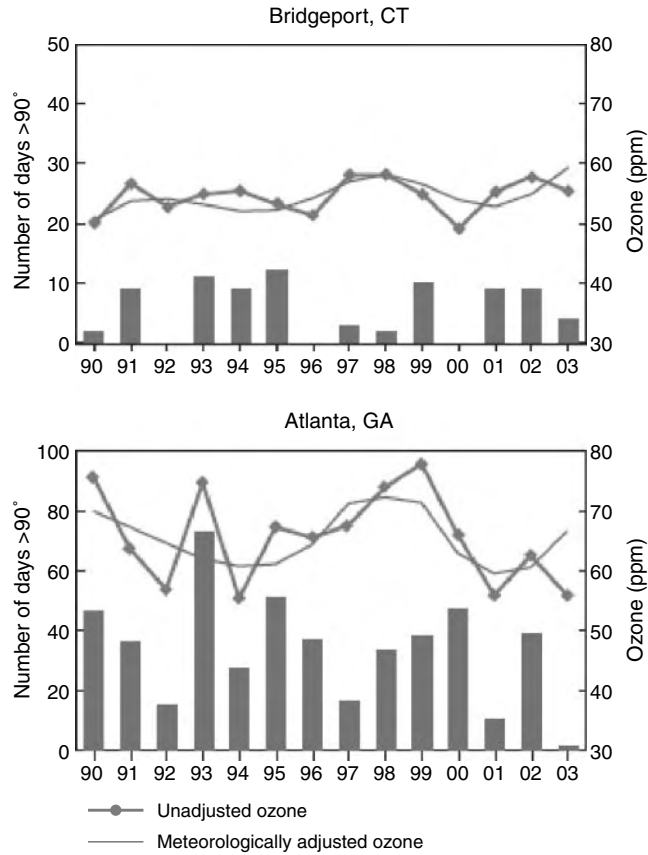 Bridgeport, CT
Number of days >90°
50
40
30
20
10
0
80
70
60
50
40
30
Ozone (ppm)
90 91 92 93 94 95 96 97 98 99 00 01 02 03
Atlanta, GA
Number of days >90°
100
80
60
40
20
0
80
70
60
50
40
30
Ozone (ppm)
90 91 92 93 94 95 96 97 98 99 00 01 02 03
Unadjusted ozone
Meteorologically adjusted ozone